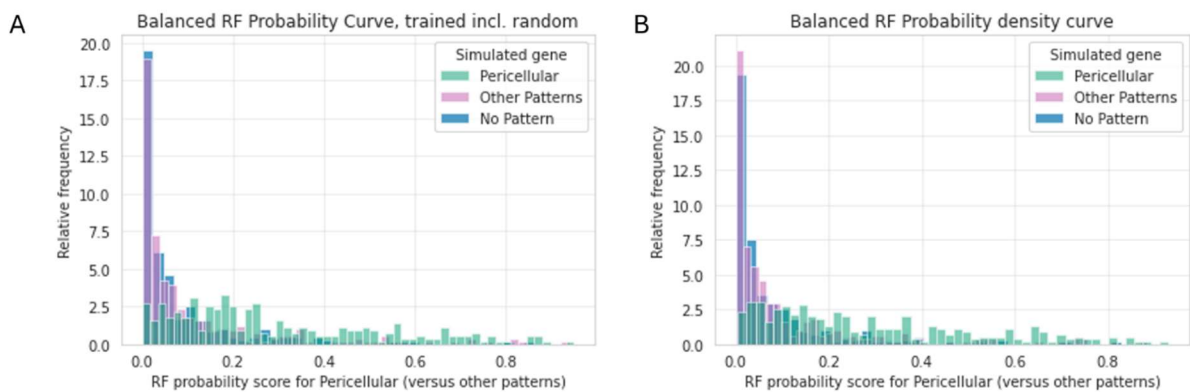 A
Balanced RF Probability Curve, trained incl. random
Relative frequency
20.0
17.5
15.0
12.5
10.0
7.5
5.0
2.5
0.0
Simulated gene
Pericellular
Other Patterns
No Pattern
0.0 0.2 0.4 0.6 0.8
RF probability score for Pericellular (versus other patterns)
B
Balanced RF Probability density curve
Relative frequency
20.0
17.5
15.0
12.5
10.0
7.5
5.0
2.5
0.0
Simulated gene
Pericellular
Other Patterns
No Pattern
0.0 0.2 0.4 0.6 0.8
RF probability score for Pericellular (versus other patterns)